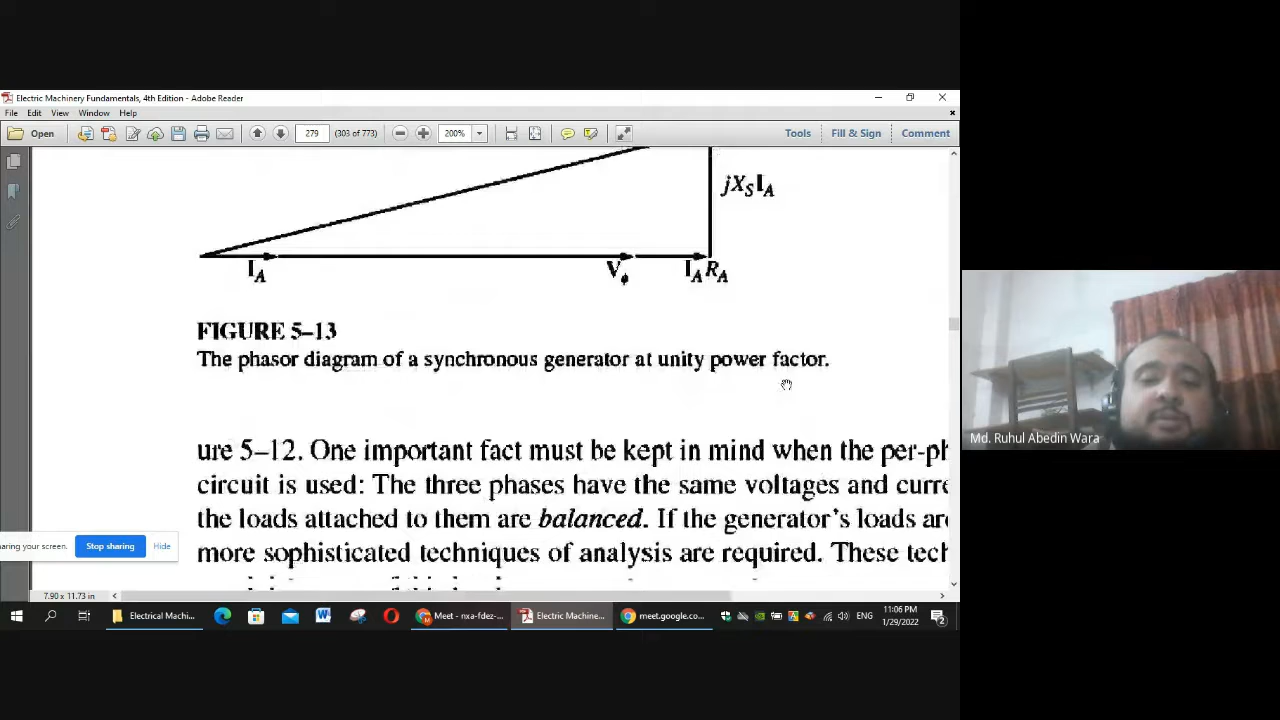 Electric Machinery Fundamentals, 4th Edition - Adobe Reader
File Edit View Window Help
Open 279 (303 of 773) 200% Tools Fill & Sign Comment
jXSIA
IA Vϕ IARA
FIGURE 5–13
The phasor diagram of a synchronous generator at unity power factor.
Md. Ruhul Abedin Wara
ure 5–12. One important fact must be kept in mind when the per-ph
circuit is used: The three phases have the same voltages and curre
the loads attached to them are balanced. If the generator's loads are
haring your screen. Stop sharing Hide
more sophisticated techniques of analysis are required. These tech
7.90 x 11.73 in
Electrical Machi... Meet - nxa-fdez-... Electric Machine... meet.google.co... ENG 11:06 PM
1/29/2022
2